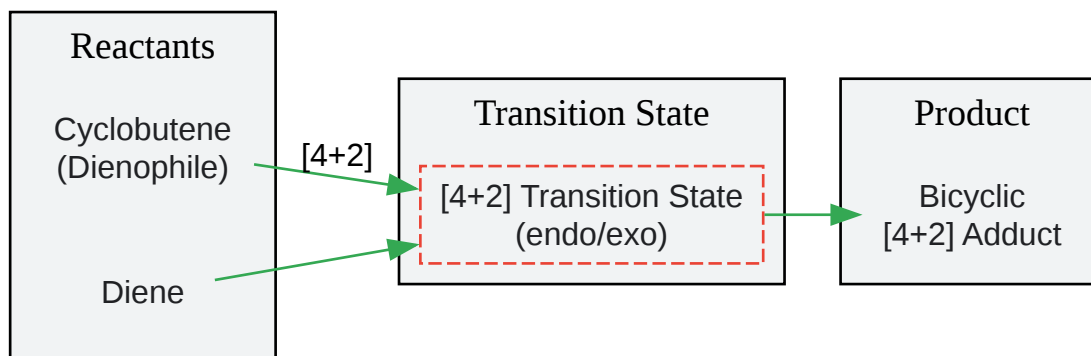 Reactants
Cyclobutene
(Dienophile)
Diene
[4+2]
Transition State
[4+2] Transition State
(endo/exo)
Product
Bicyclic
[4+2] Adduct